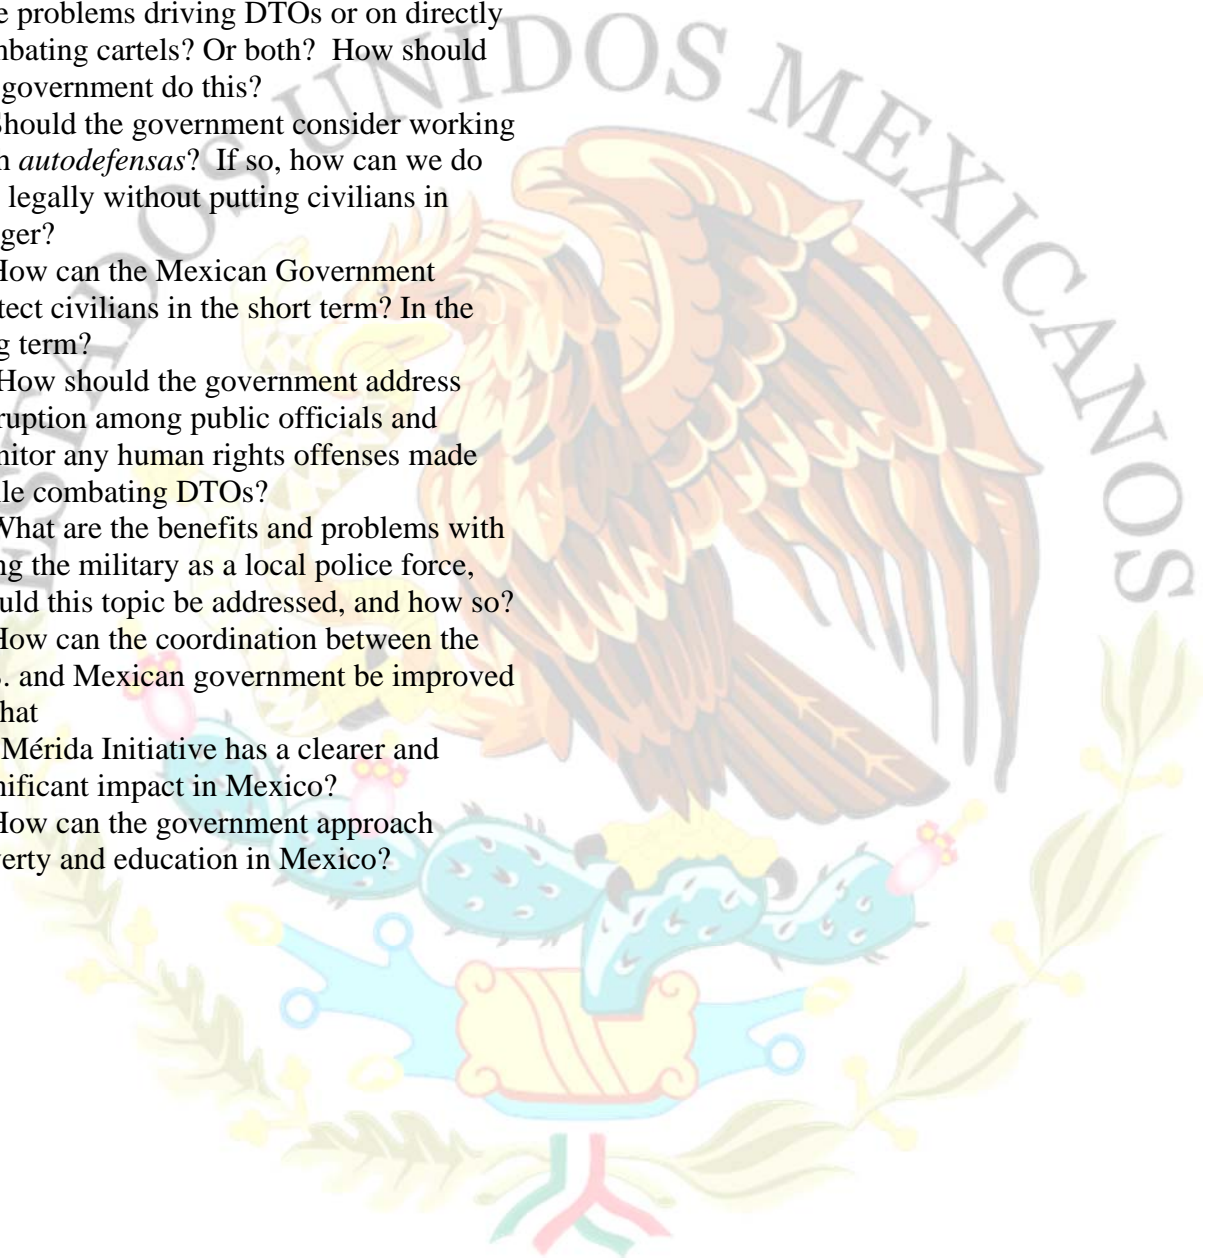 e problems driving DTOs or on directly
nbating cartels? Or both? How should
government do this?
Should the government consider working
n autodefensas? If so, how can we do
legally without putting civilians in
ger?
How can the Mexican Government
tect civilians in the short term? In the
g term?
How should the government address
ruption among public officials and
nitor any human rights offenses made
le combating DTOs?
What are the benefits and problems with
ng the military as a local police force,
uld this topic be addressed, and how so?
How can the coordination between the
S. and Mexican government be improved
hat
Mérida Initiative has a clearer and
nificant impact in Mexico?
How can the government approach
erty and education in Mexico?
ESTADOS UNIDOS MEXICANOS